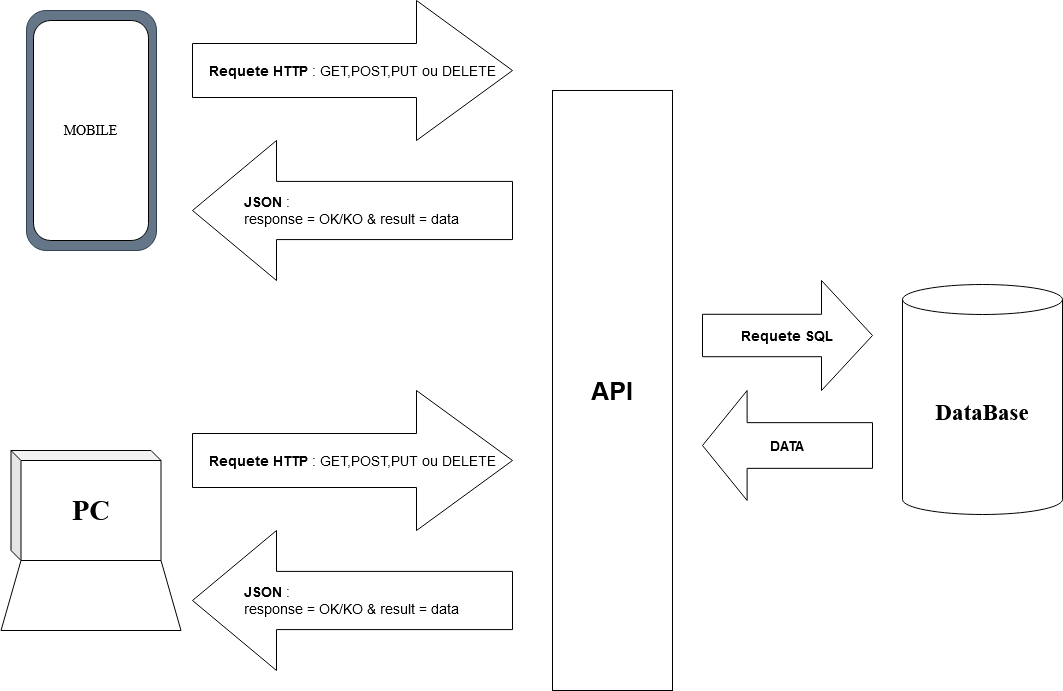 MOBILE
Requete HTTP : GET,POST,PUT ou DELETE
JSON :
response = OK/KO & result = data
API
Requete SQL
DATA
DataBase
PC
Requete HTTP : GET,POST,PUT ou DELETE
JSON :
response = OK/KO & result = data